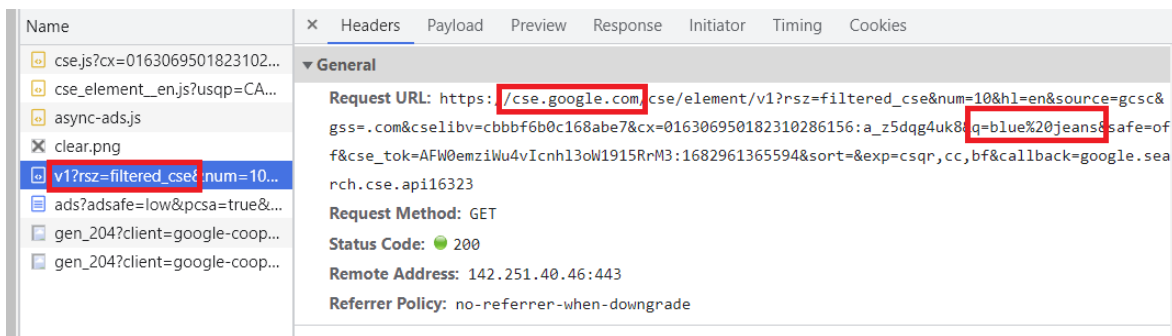 Name
cse.js?cx=0163069501823102...
cse_element__en.js?usqp=CA...
async-ads.js
clear.png
v1?rsz=filtered_cse&num=10...
ads?adsafe=low&pcsa=true&...
gen_204?client=google-coop...
gen_204?client=google-coop...
× Headers Payload Preview Response Initiator Timing Cookies
▼ General
Request URL: https://cse.google.com/cse/element/v1?rsz=filtered_cse&num=10&hl=en&source=gcsc&
gss=.com&cselibv=cbbbf6b0c168abe7&cx=016306950182310286156:a_z5dqg4uk8&q=blue%20jeans&safe=of
f&cse_tok=AFW0emziWu4vIcnhl3oW1915RrM3:1682961365594&sort=&exp=csqr,cc,bf&callback=google.sea
rch.cse.api16323
Request Method: GET
Status Code: 200
Remote Address: 142.251.40.46:443
Referrer Policy: no-referrer-when-downgrade